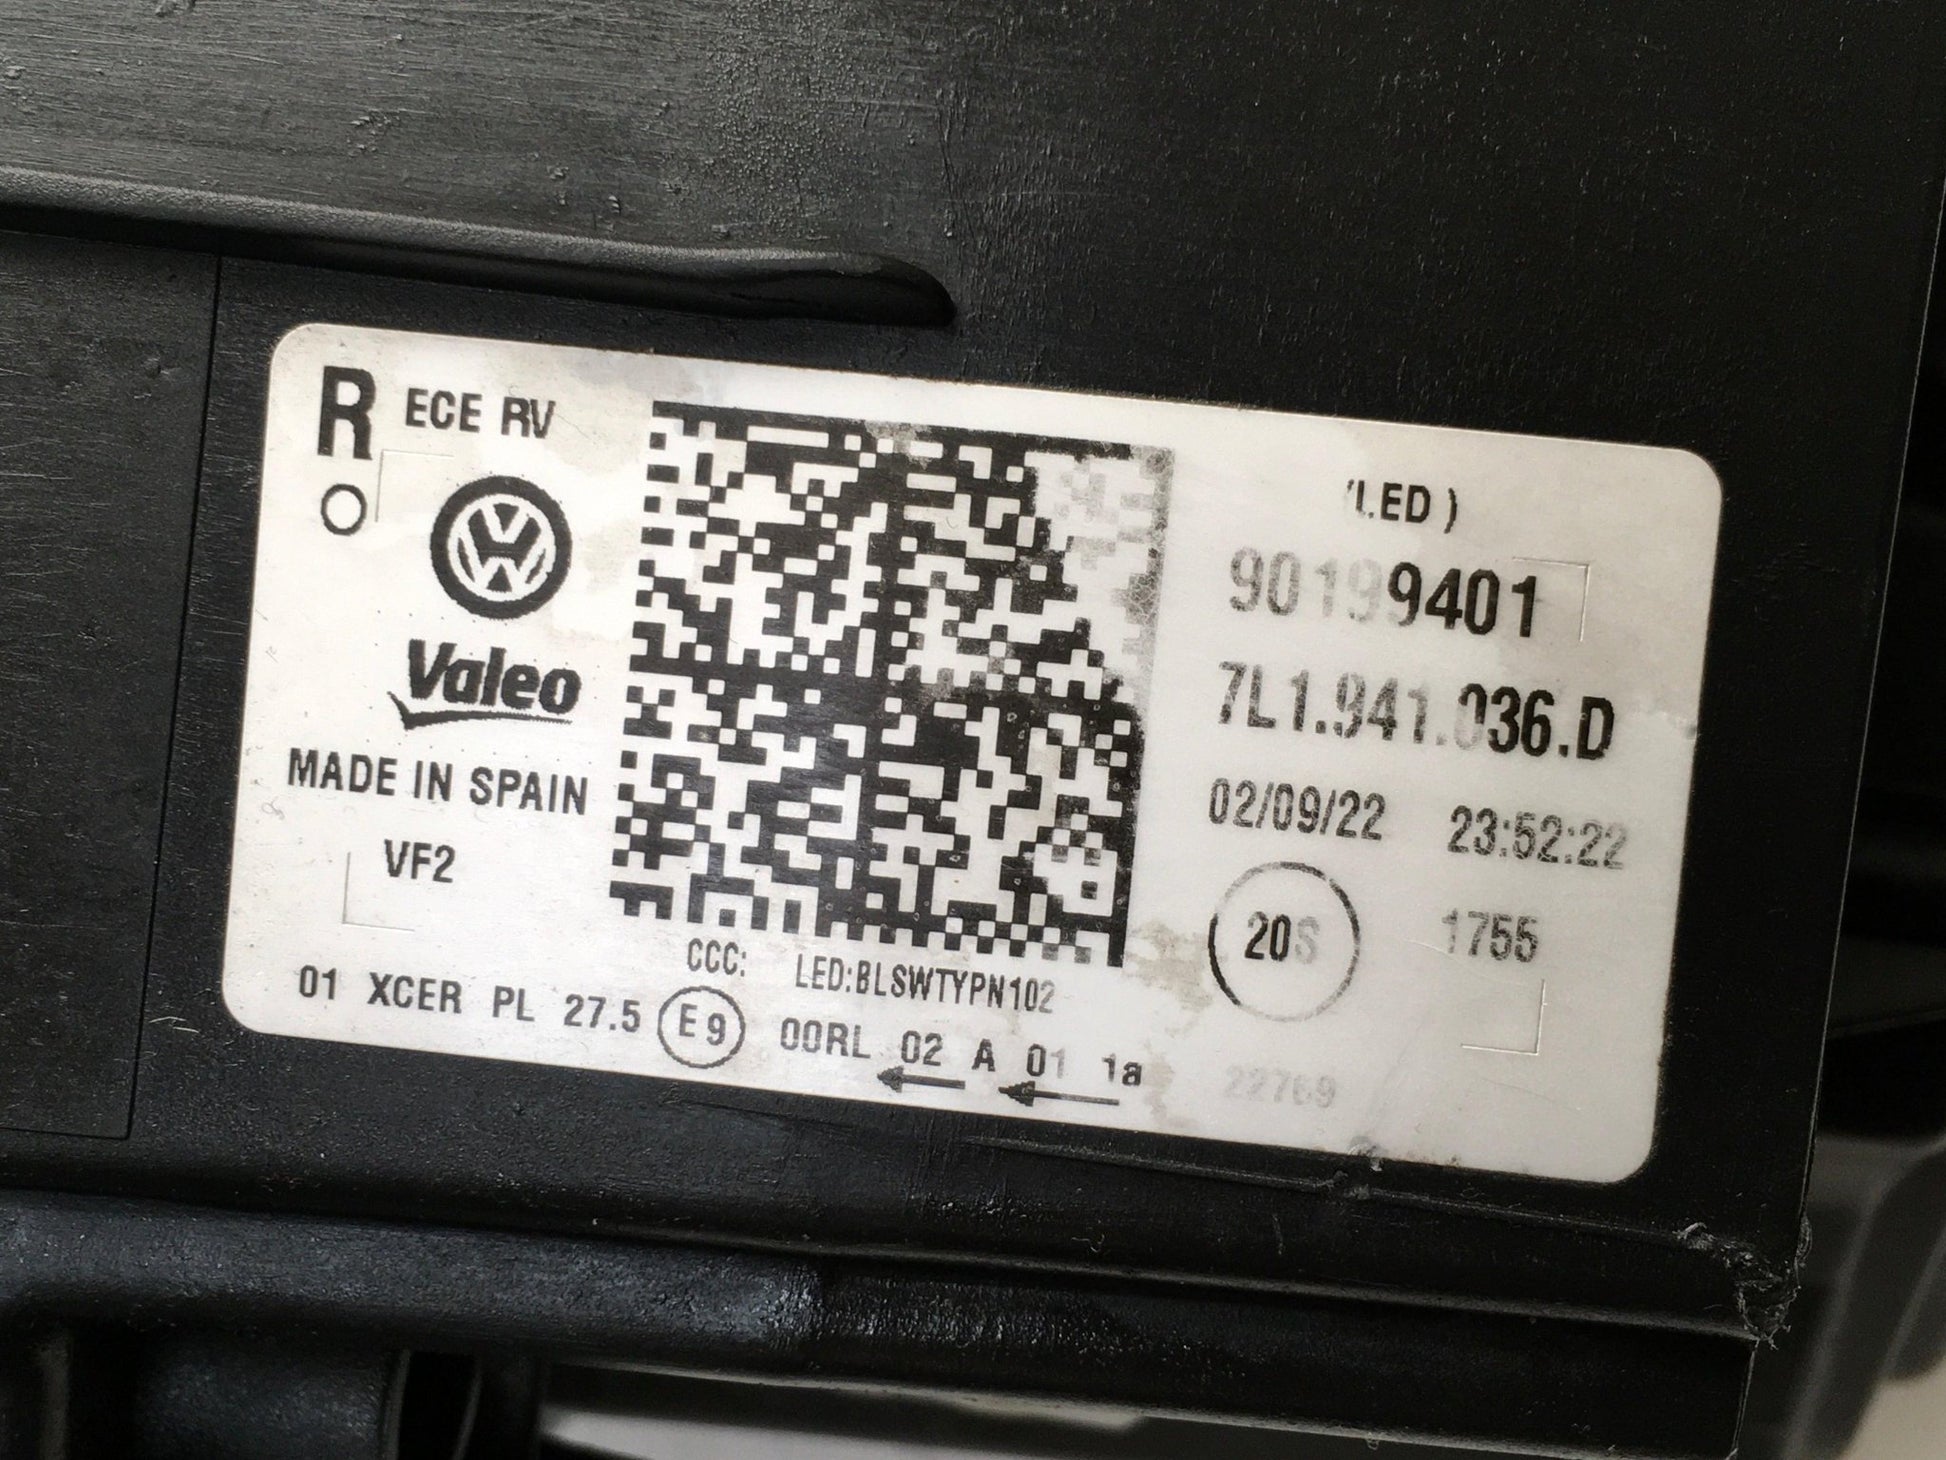 R ECE RV
Valeo
MADE IN SPAIN
VF2
(LED )
90199401
7L1.941.036.D
02/09/22 23:52:22
20S 1755
CCC: LED:BLSWTYPN102
01 XCER PL 27.5 E9 00RL 02 A 01 1a
22769